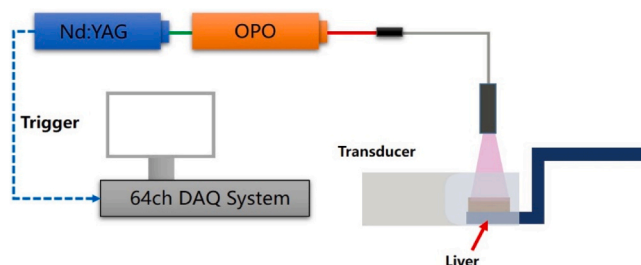 Nd:YAG
OPO
Trigger
Transducer
64ch DAQ System
Liver